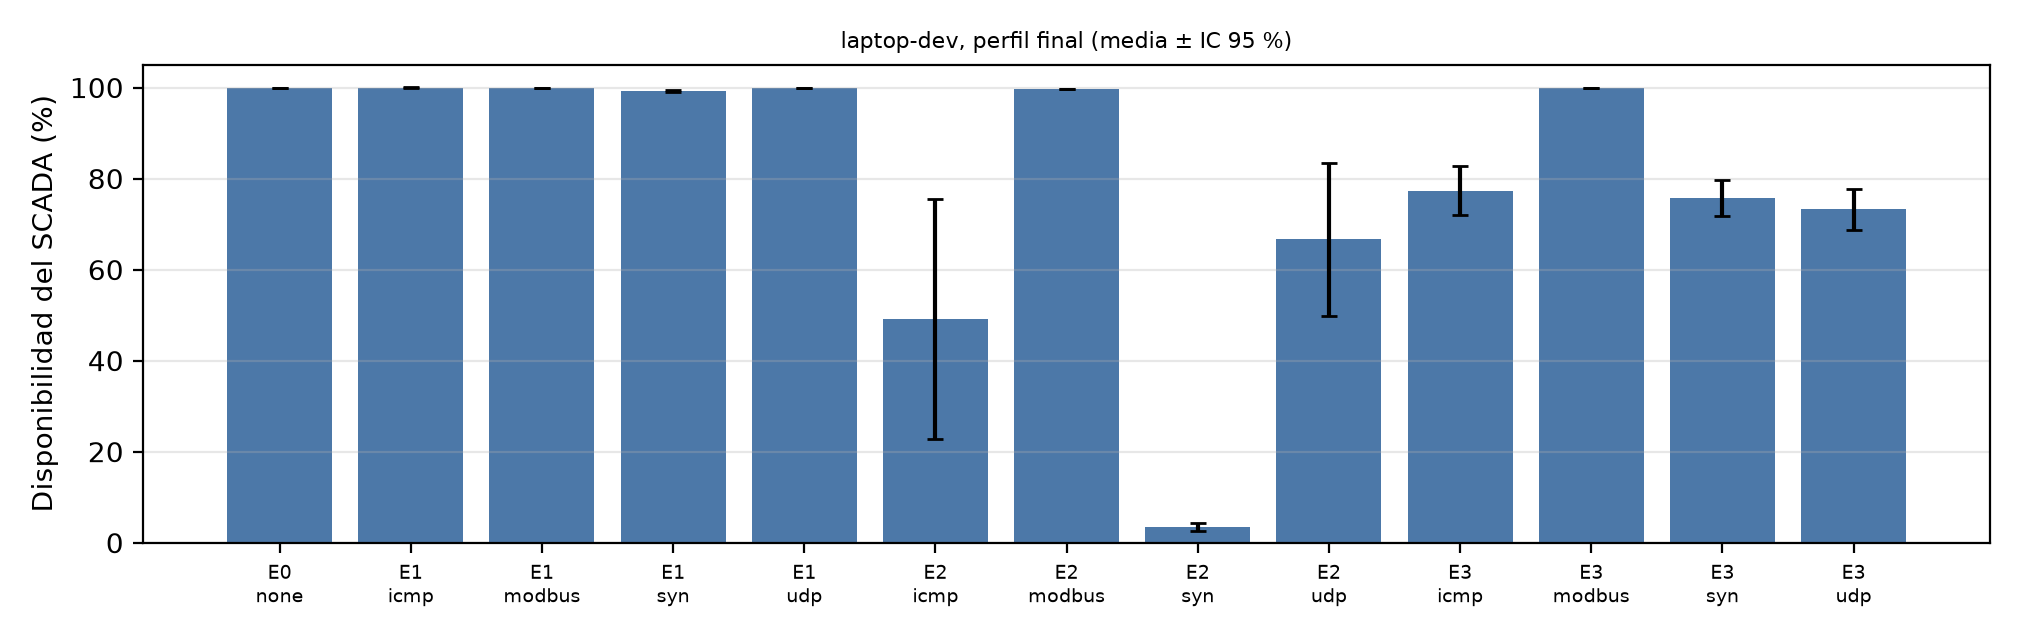 laptop-dev, perfil final (media ± IC 95 %)
Disponibilidad del SCADA (%)
100
80
60
40
20
0
E0
none
E1
icmp
E1
modbus
E1
syn
E1
udp
E2
icmp
E2
modbus
E2
syn
E2
udp
E3
icmp
E3
modbus
E3
syn
E3
udp